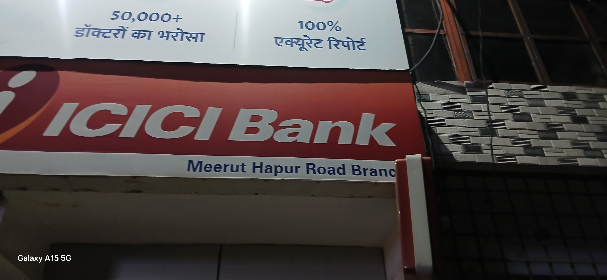 50,000+
डॉक्टरों का भरोसा
100%
एक्यूरेट रिपोर्ट
ICICI Bank
Meerut Hapur Road Branc
Galaxy A15 5G